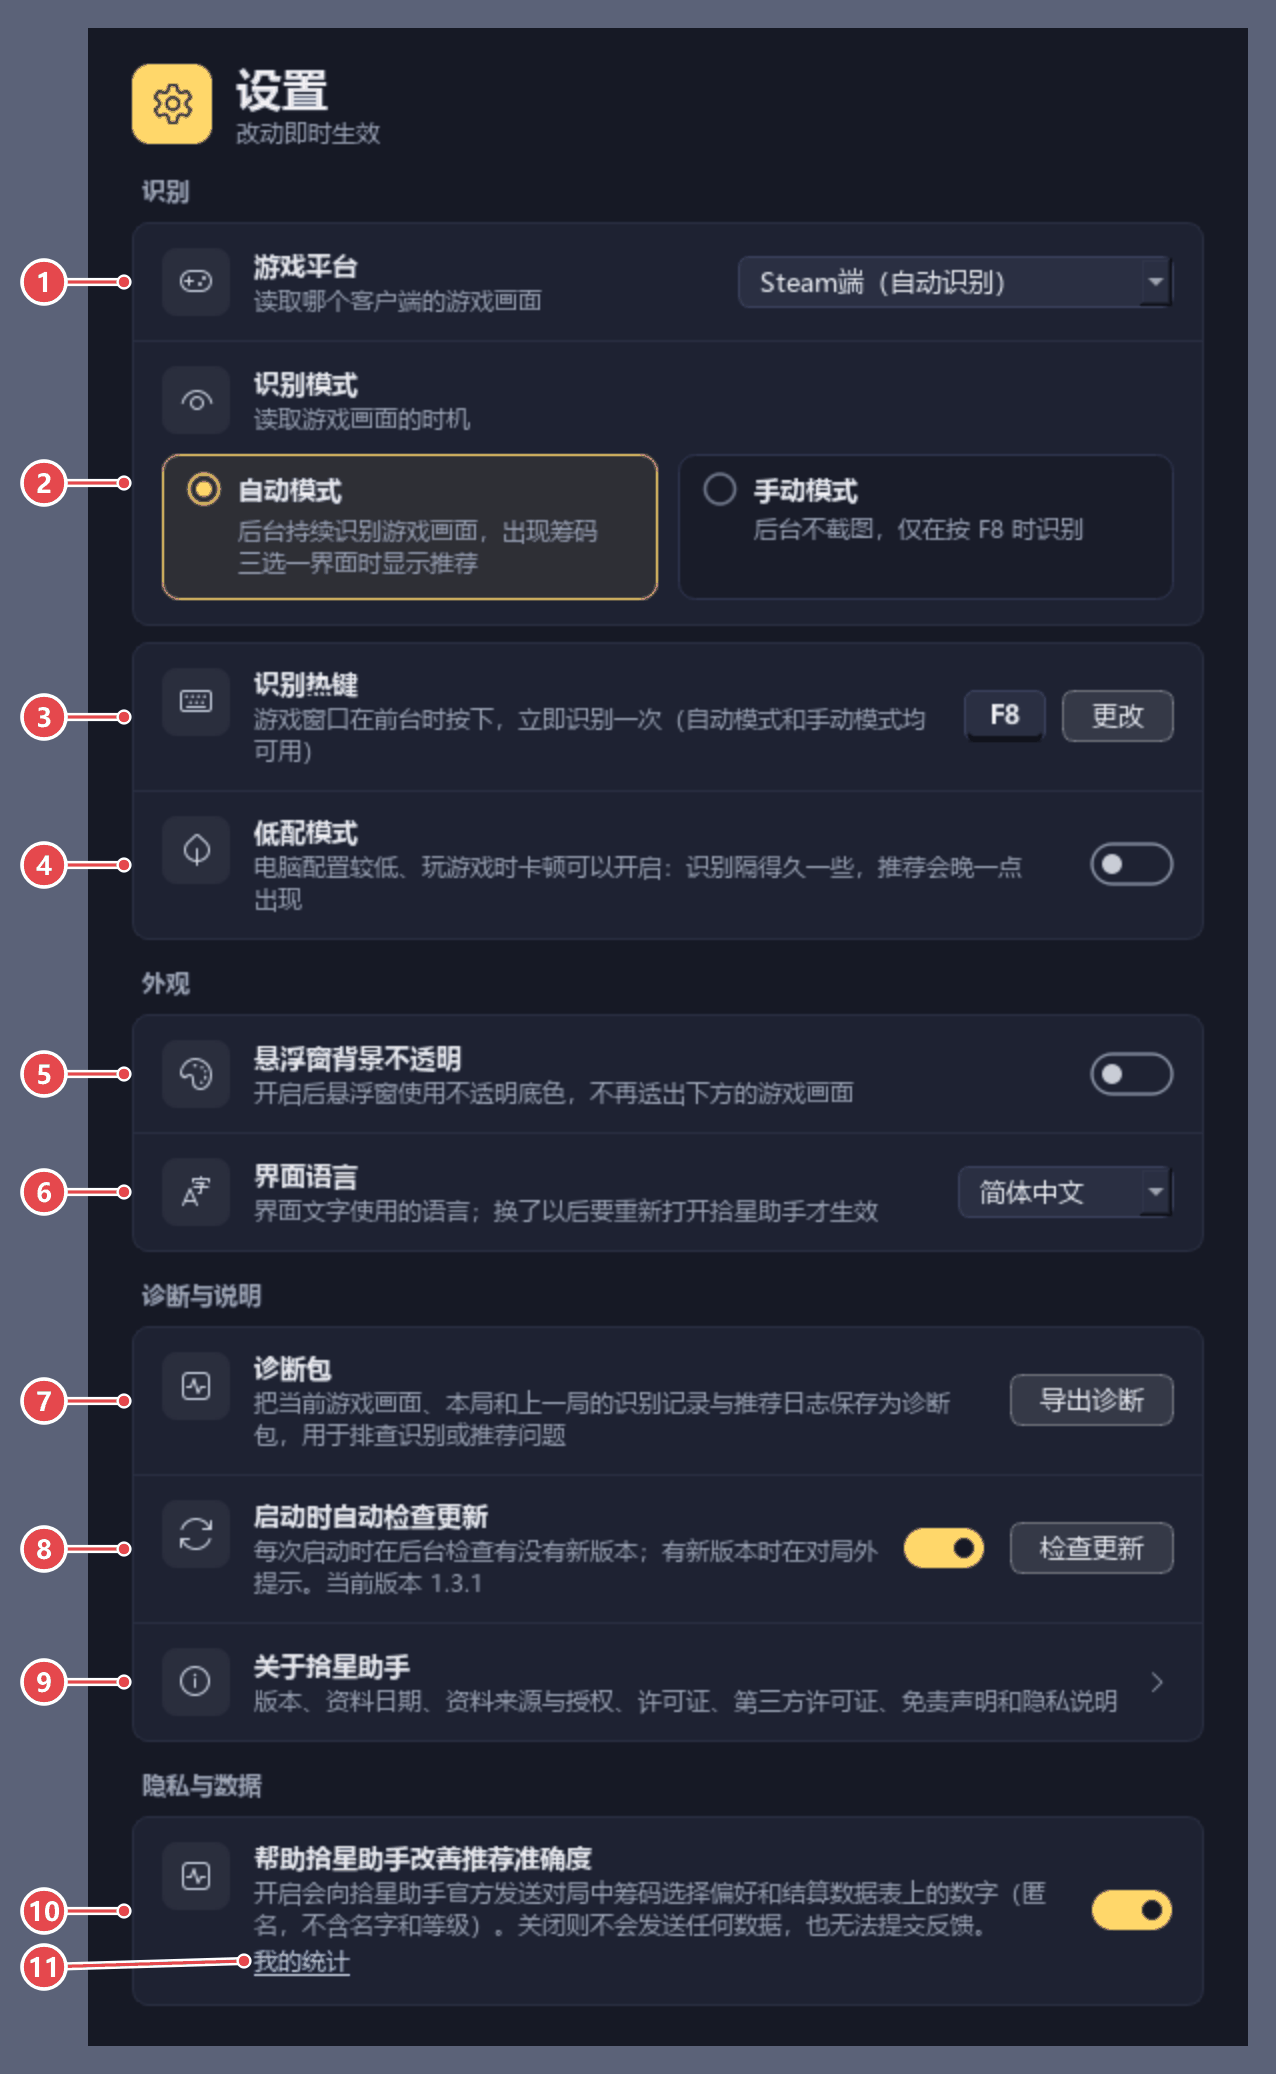 设置
改动即时生效
识别
1
游戏平台
读取哪个客户端的游戏画面
Steam端（自动识别）
识别模式
读取游戏画面的时机
2
自动模式
后台持续识别游戏画面，出现筹码
三选一界面时显示推荐
手动模式
后台不截图，仅在按 F8 时识别
3
识别热键
游戏窗口在前台时按下，立即识别一次（自动模式和手动模式均
可用）
F8
更改
4
低配模式
电脑配置较低、玩游戏时卡顿可以开启：识别隔得久一些，推荐会晚一点
出现
外观
5
悬浮窗背景不透明
开启后悬浮窗使用不透明底色，不再透出下方的游戏画面
6
界面语言
界面文字使用的语言；换了以后要重新打开拾星助手才生效
简体中文
诊断与说明
7
诊断包
把当前游戏画面、本局和上一局的识别记录与推荐日志保存为诊断
包，用于排查识别或推荐问题
导出诊断
8
启动时自动检查更新
每次启动时在后台检查有没有新版本；有新版本时在对局外
提示。当前版本 1.3.1
检查更新
9
关于拾星助手
版本、资料日期、资料来源与授权、许可证、第三方许可证、免责声明和隐私说明
隐私与数据
10
帮助拾星助手改善推荐准确度
开启会向拾星助手官方发送对局中筹码选择偏好和结算数据表上的数字（匿
名，不含名字和等级）。关闭则不会发送任何数据，也无法提交反馈。
11
我的统计